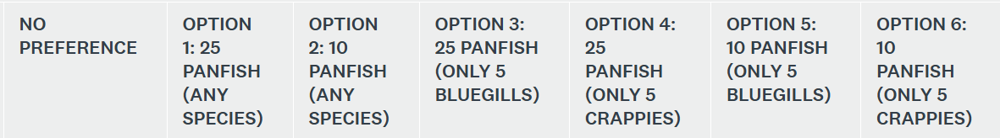 NO
PREFERENCE
OPTION
1: 25
PANFISH
(ANY
SPECIES)
OPTION
2: 10
PANFISH
(ANY
SPECIES)
OPTION 3:
25 PANFISH
(ONLY 5
BLUEGILLS)
OPTION 4:
25
PANFISH
(ONLY 5
CRAPPIES)
OPTION 5:
10 PANFISH
(ONLY 5
BLUEGILLS)
OPTION 6:
10
PANFISH
(ONLY 5
CRAPPIES)